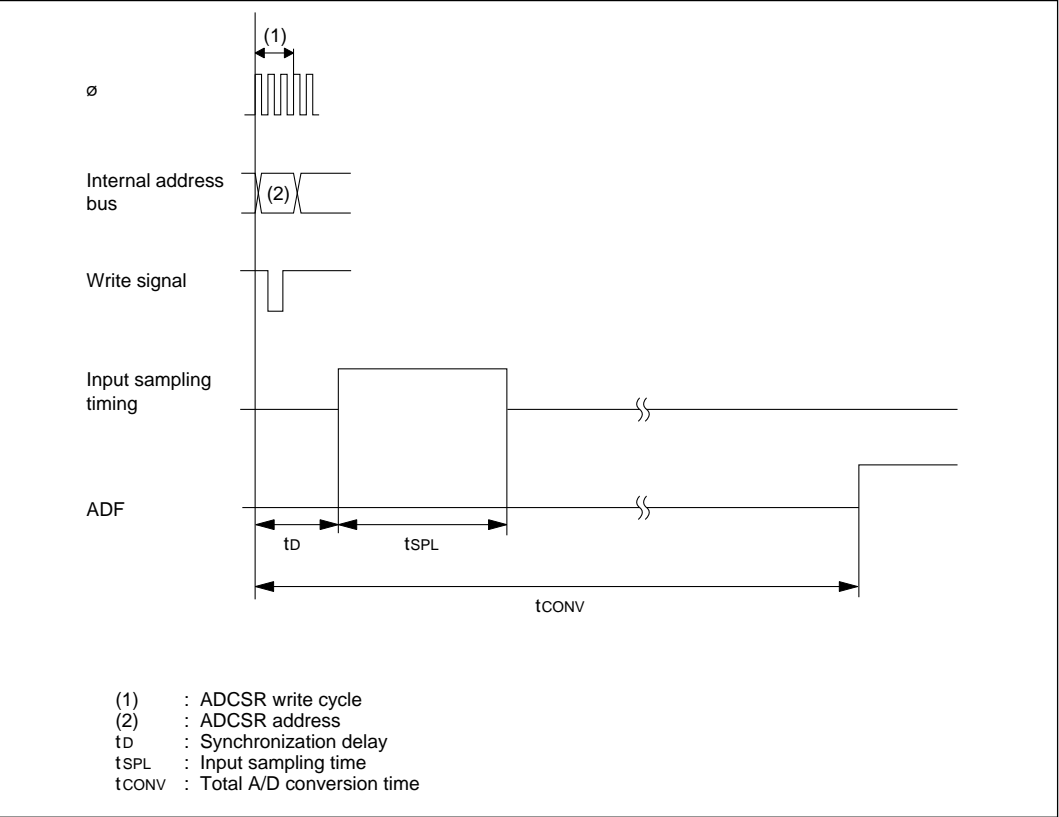 (1)
ø
Internal address
bus
(2)
Write signal
Input sampling
timing
ADF
tD
tSPL
tCONV
(1) : ADCSR write cycle
(2) : ADCSR address
tD : Synchronization delay
tSPL : Input sampling time
tCONV : Total A/D conversion time